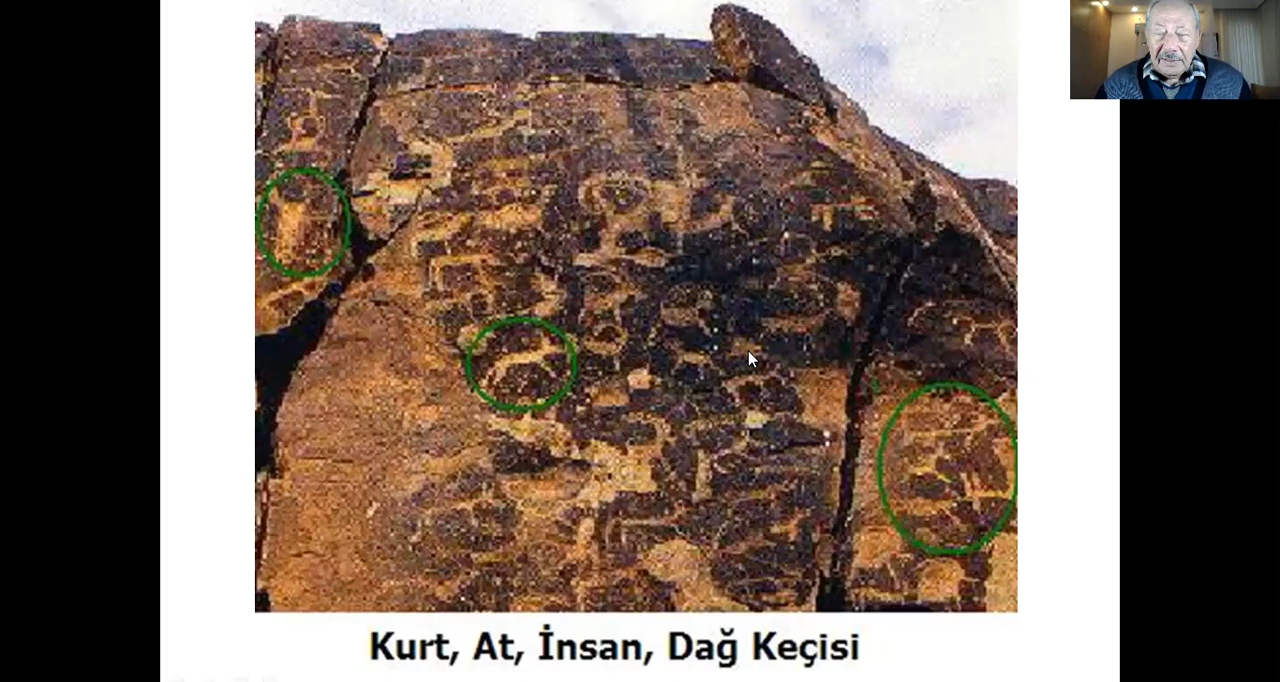 Kurt, At, İnsan, Dağ Keçisi